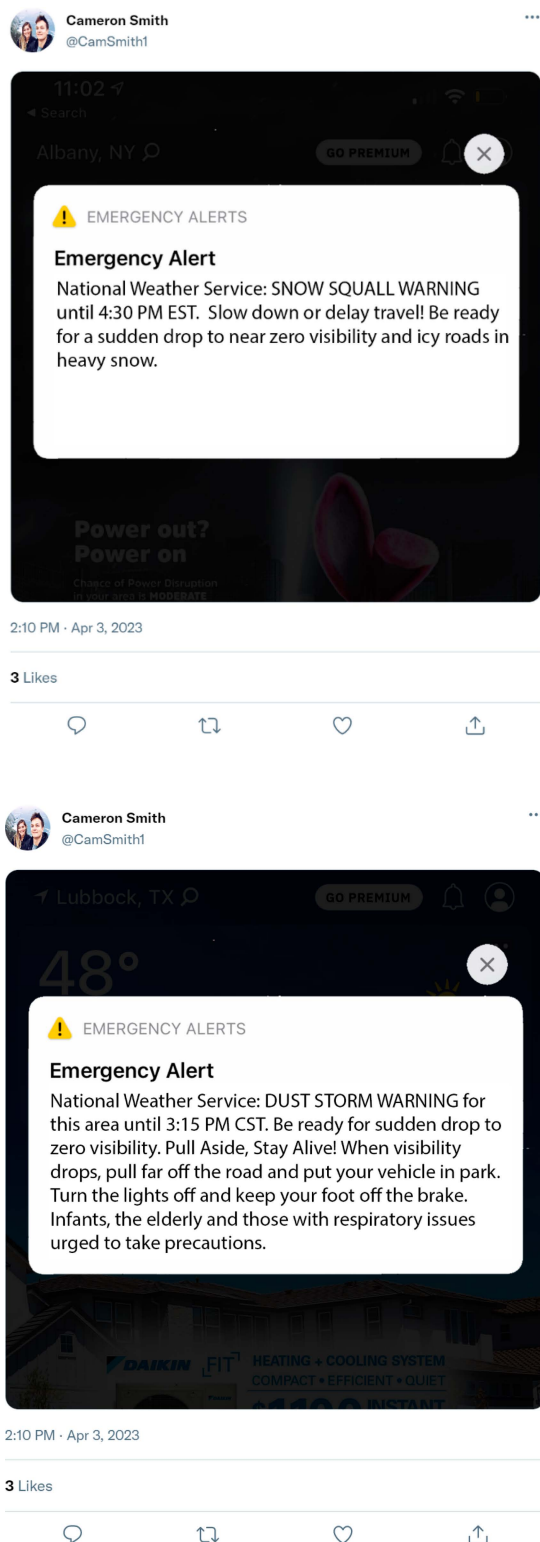 Cameron Smith
@CamSmith1
11:02
Search
Albany, NY
GO PREMIUM
EMERGENCY ALERTS
Emergency Alert
National Weather Service: SNOW SQUALL WARNING
until 4:30 PM EST. Slow down or delay travel! Be ready
for a sudden drop to near zero visibility and icy roads in
heavy snow.
Power out?
Power on
Chance of Power Disruption
in your area is MODERATE
2:10 PM · Apr 3, 2023
3 Likes
Cameron Smith
@CamSmith1
Lubbock, TX
GO PREMIUM
48°
EMERGENCY ALERTS
Emergency Alert
National Weather Service: DUST STORM WARNING for
this area until 3:15 PM CST. Be ready for sudden drop to
zero visibility. Pull Aside, Stay Alive! When visibility
drops, pull far off the road and put your vehicle in park.
Turn the lights off and keep your foot off the brake.
Infants, the elderly and those with respiratory issues
urged to take precautions.
DAIKIN FIT HEATING + COOLING SYSTEM
COMPACT • EFFICIENT • QUIET
INSTANT
2:10 PM · Apr 3, 2023
3 Likes